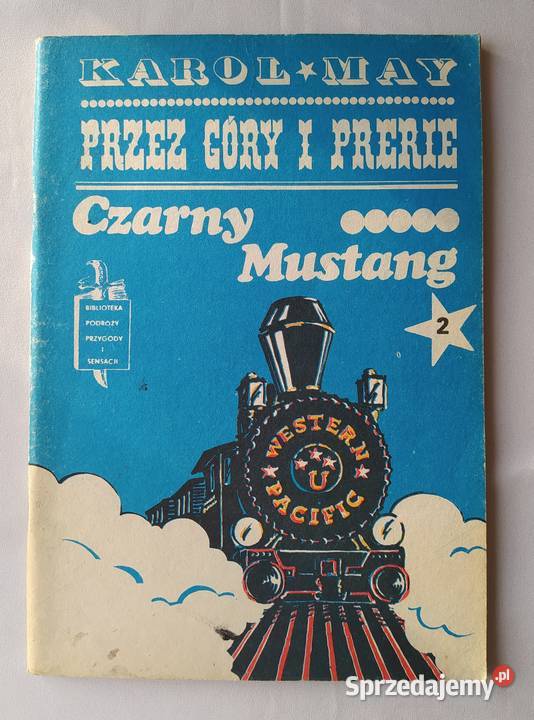 KAROL★MAY
PRZEZ GÓRY I PRERIE
Czarny
Mustang
2
BIBLIOTEKA
PODRÓŻY
PRZYGODY
I
SENSACJI
WESTERN
U
PACIFIC
Sprzedajemy.pl